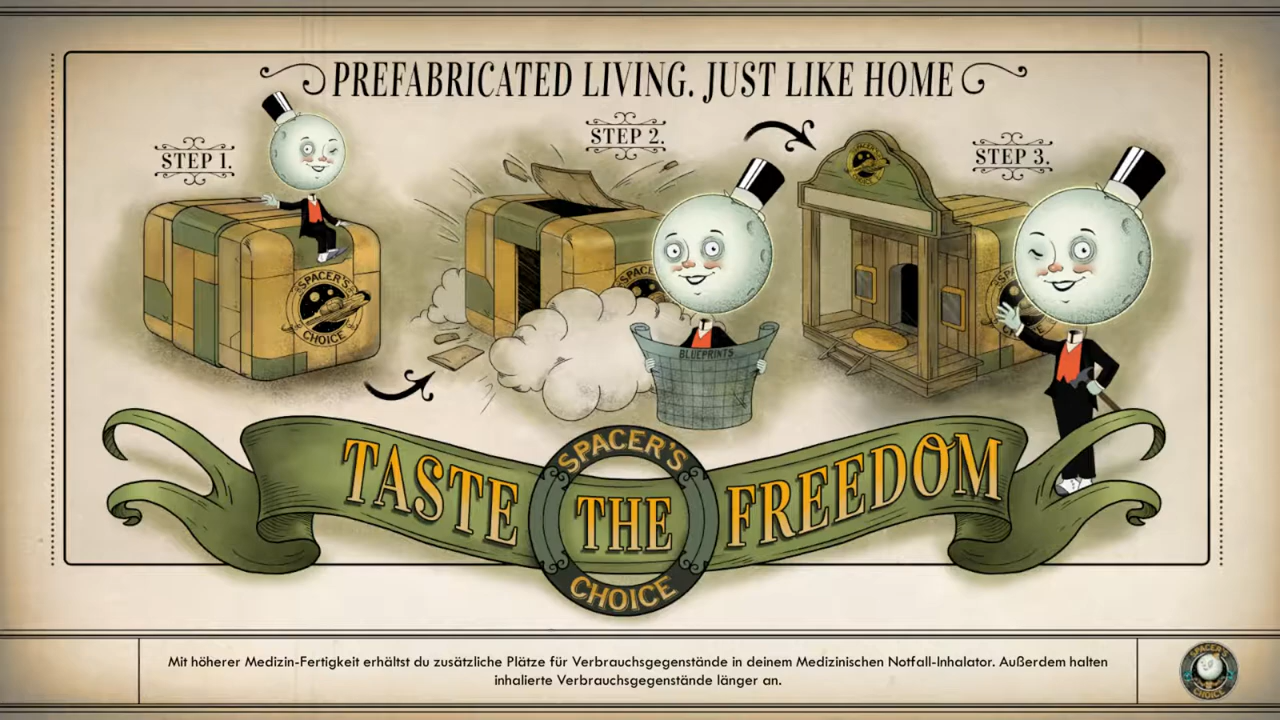 PREFABRICATED LIVING. JUST LIKE HOME
STEP 1.
STEP 2.
STEP 3.
SPACER'S
CHOICE
SPACER'S
SPACER'S
BLUEPRINTS
TASTE THE FREEDOM
SPACER'S
CHOICE
Mit höherer Medizin-Fertigkeit erhältst du zusätzliche Plätze für Verbrauchsgegenstände in deinem Medizinischen Notfall-Inhalator. Außerdem halten
inhalierte Verbrauchsgegenstände länger an.
SPACER'S
CHOICE